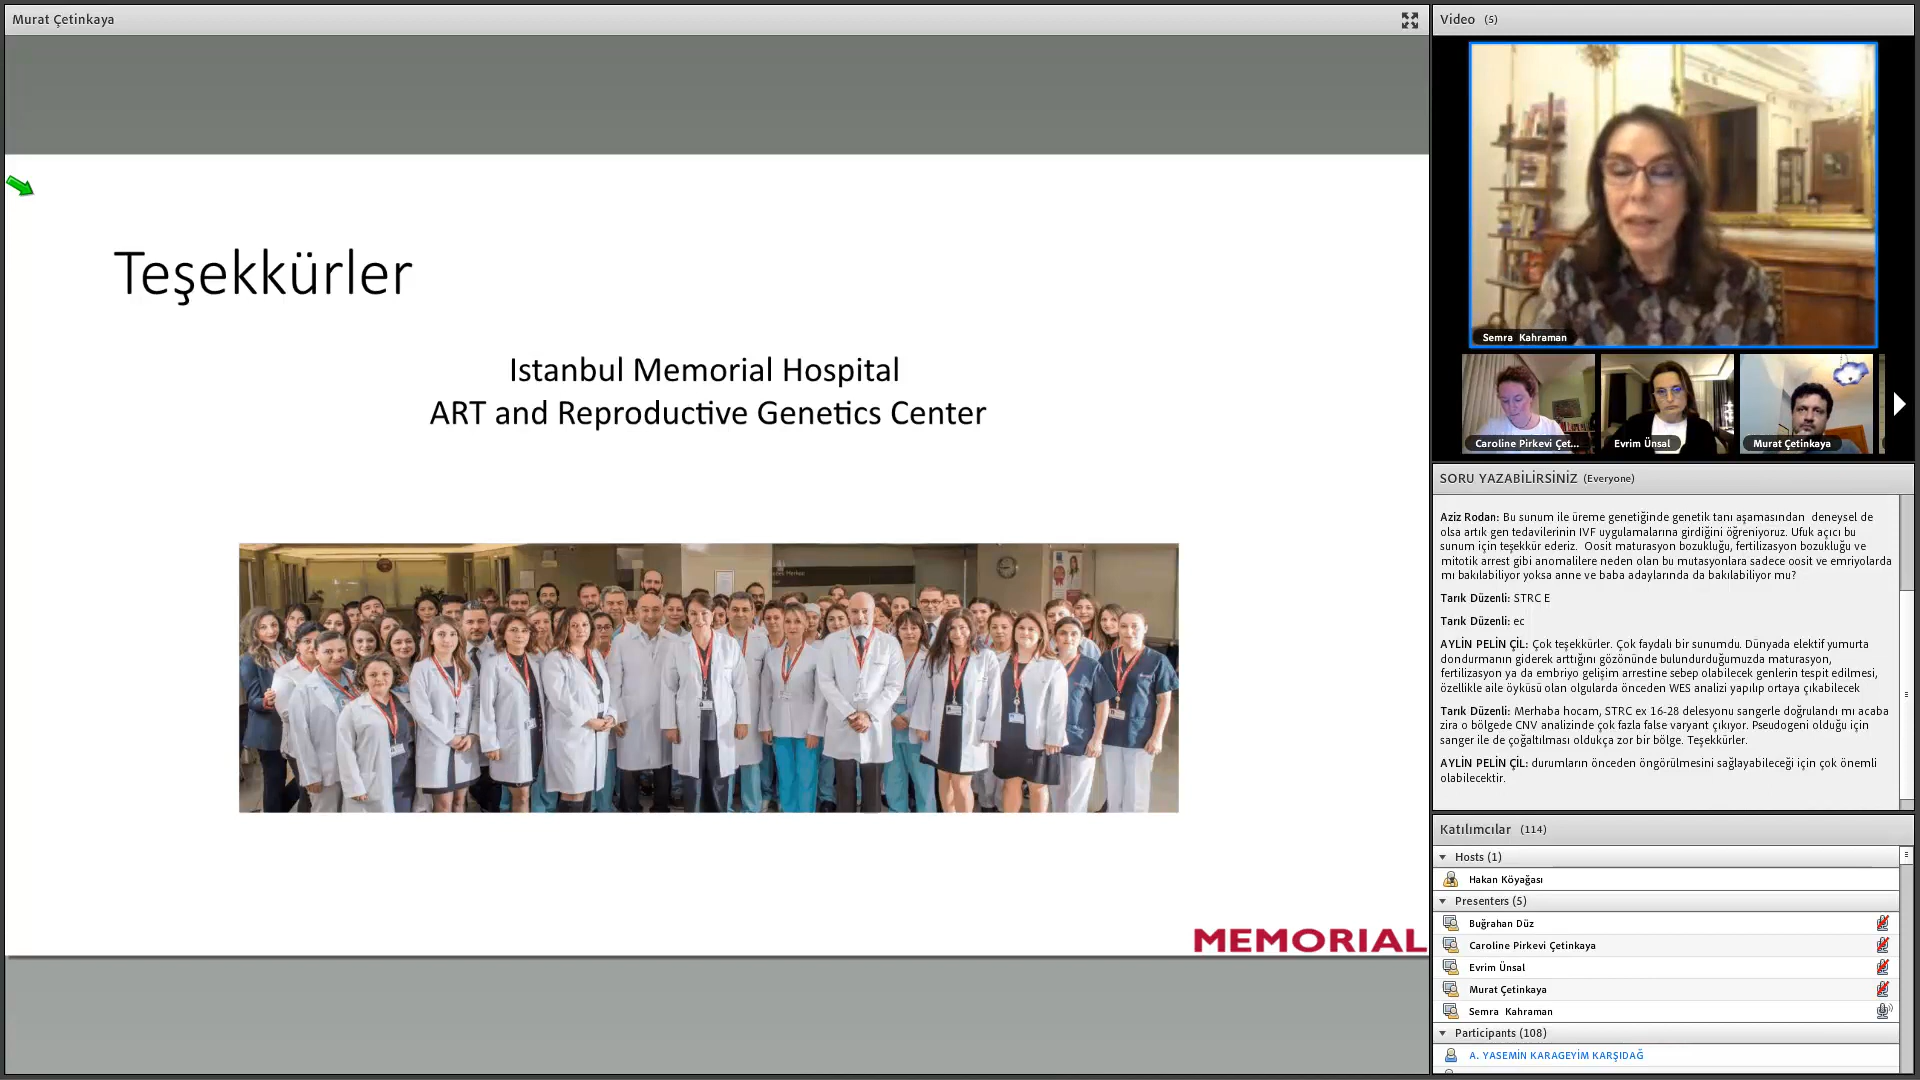 Murat Çetinkaya
Teşekkürler
Istanbul Memorial Hospital
ART and Reproductive Genetics Center
MEMORIAL
Video (5)
Semra Kahraman
Caroline Pirkevi Çet...
Evrim Ünsal
Murat Çetinkaya
SORU YAZABİLİRSİNİZ (Everyone)
Aziz Rodan: Bu sunum ile üreme genetiğinde genetik tanı aşamasından deneysel de
olsa artık gen tedavilerinin IVF uygulamalarına girdiğini öğreniyoruz. Ufuk açıcı bu
sunum için teşekkür ederiz. Oosit maturasyon bozukluğu, fertilizasyon bozukluğu ve
mitotik arrest gibi anomalilere neden olan bu mutasyonlara sadece oosit ve emriyolarda
mı bakılabiliyor yoksa anne ve baba adaylarında da bakılabiliyor mu?
Tarık Düzenli: STRC E
Tarık Düzenli: ec
AYLİN PELİN ÇİL: Çok teşekkürler. Çok faydalı bir sunumdu. Dünyada elektif yumurta
dondurmanın giderek arttığını gözönünde bulundurduğumuzda maturasyon,
fertilizasyon ya da embriyo gelişim arrestine sebep olabilecek genlerin tespit edilmesi,
özellikle aile öyküsü olan olgularda önceden WES analizi yapılıp ortaya çıkabilecek
Tarık Düzenli: Merhaba hocam, STRC ex 16-28 delesyonu sangerle doğrulandı mı acaba
zira o bölgede CNV analizinde çok fazla false varyant çıkıyor. Pseudogeni olduğu için
sanger ile de çoğaltılması oldukça zor bir bölge. Teşekkürler.
AYLİN PELİN ÇİL: durumların önceden öngörülmesini sağlayabileceği için çok önemli
olabilecektir.
Katılımcılar (114)
Hosts (1)
Hakan Köyağası
Presenters (5)
Buğrahan Düz
Caroline Pirkevi Çetinkaya
Evrim Ünsal
Murat Çetinkaya
Semra Kahraman
Participants (108)
A. YASEMİN KARAGEYİM KARŞIDAĞ